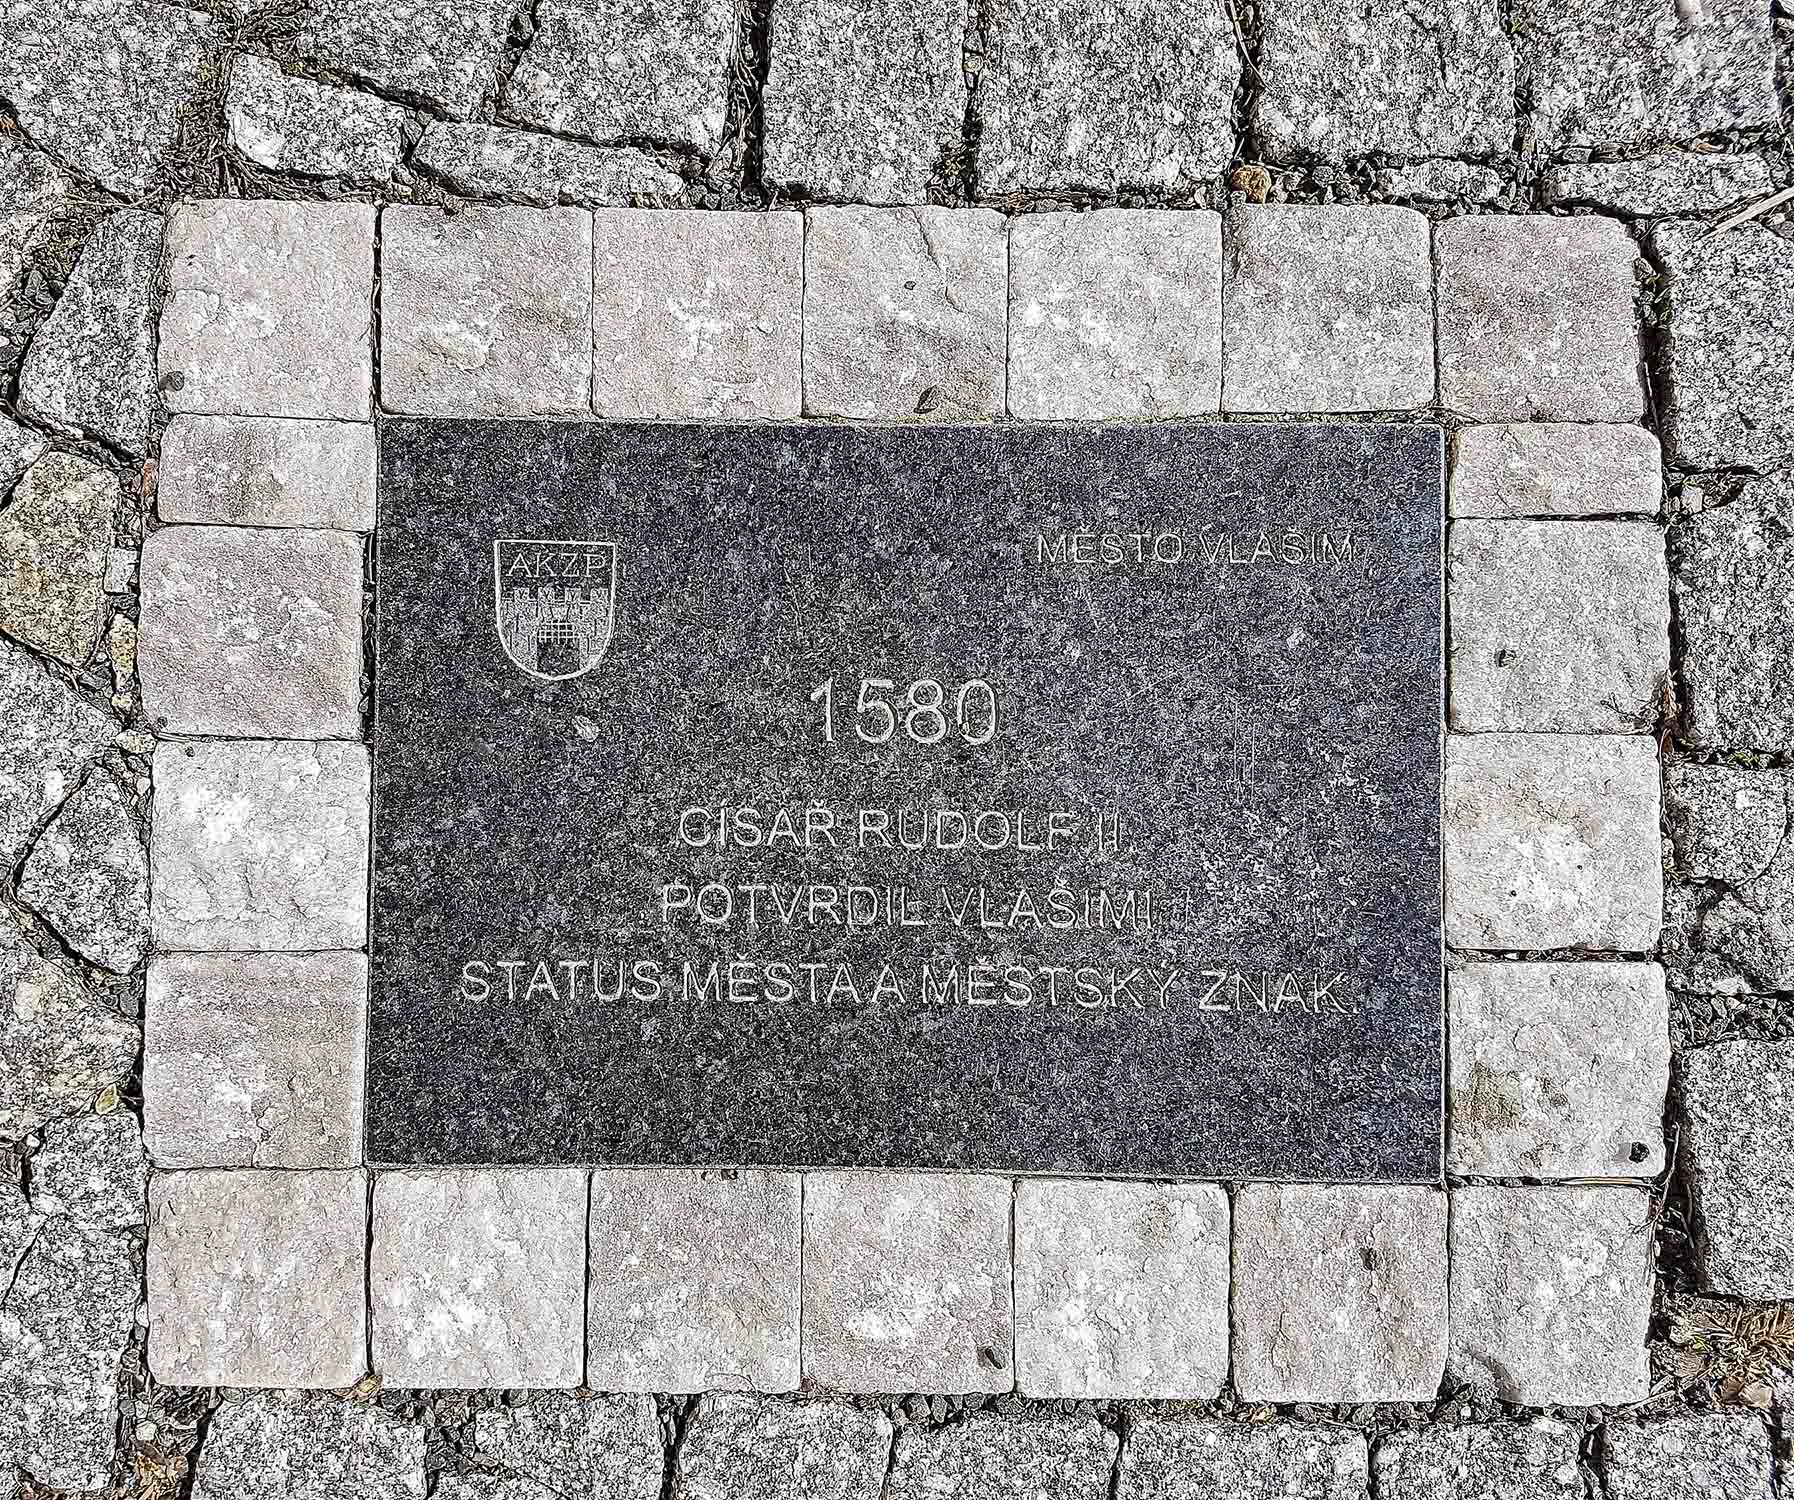 AKZP
MĚSTO VLAŠIM
1580
CÍSAŘ RUDOLF II.
POTVRDIL VLAŠIMI
STATUS MĚSTA A MĚSTSKÝ ZNAK.